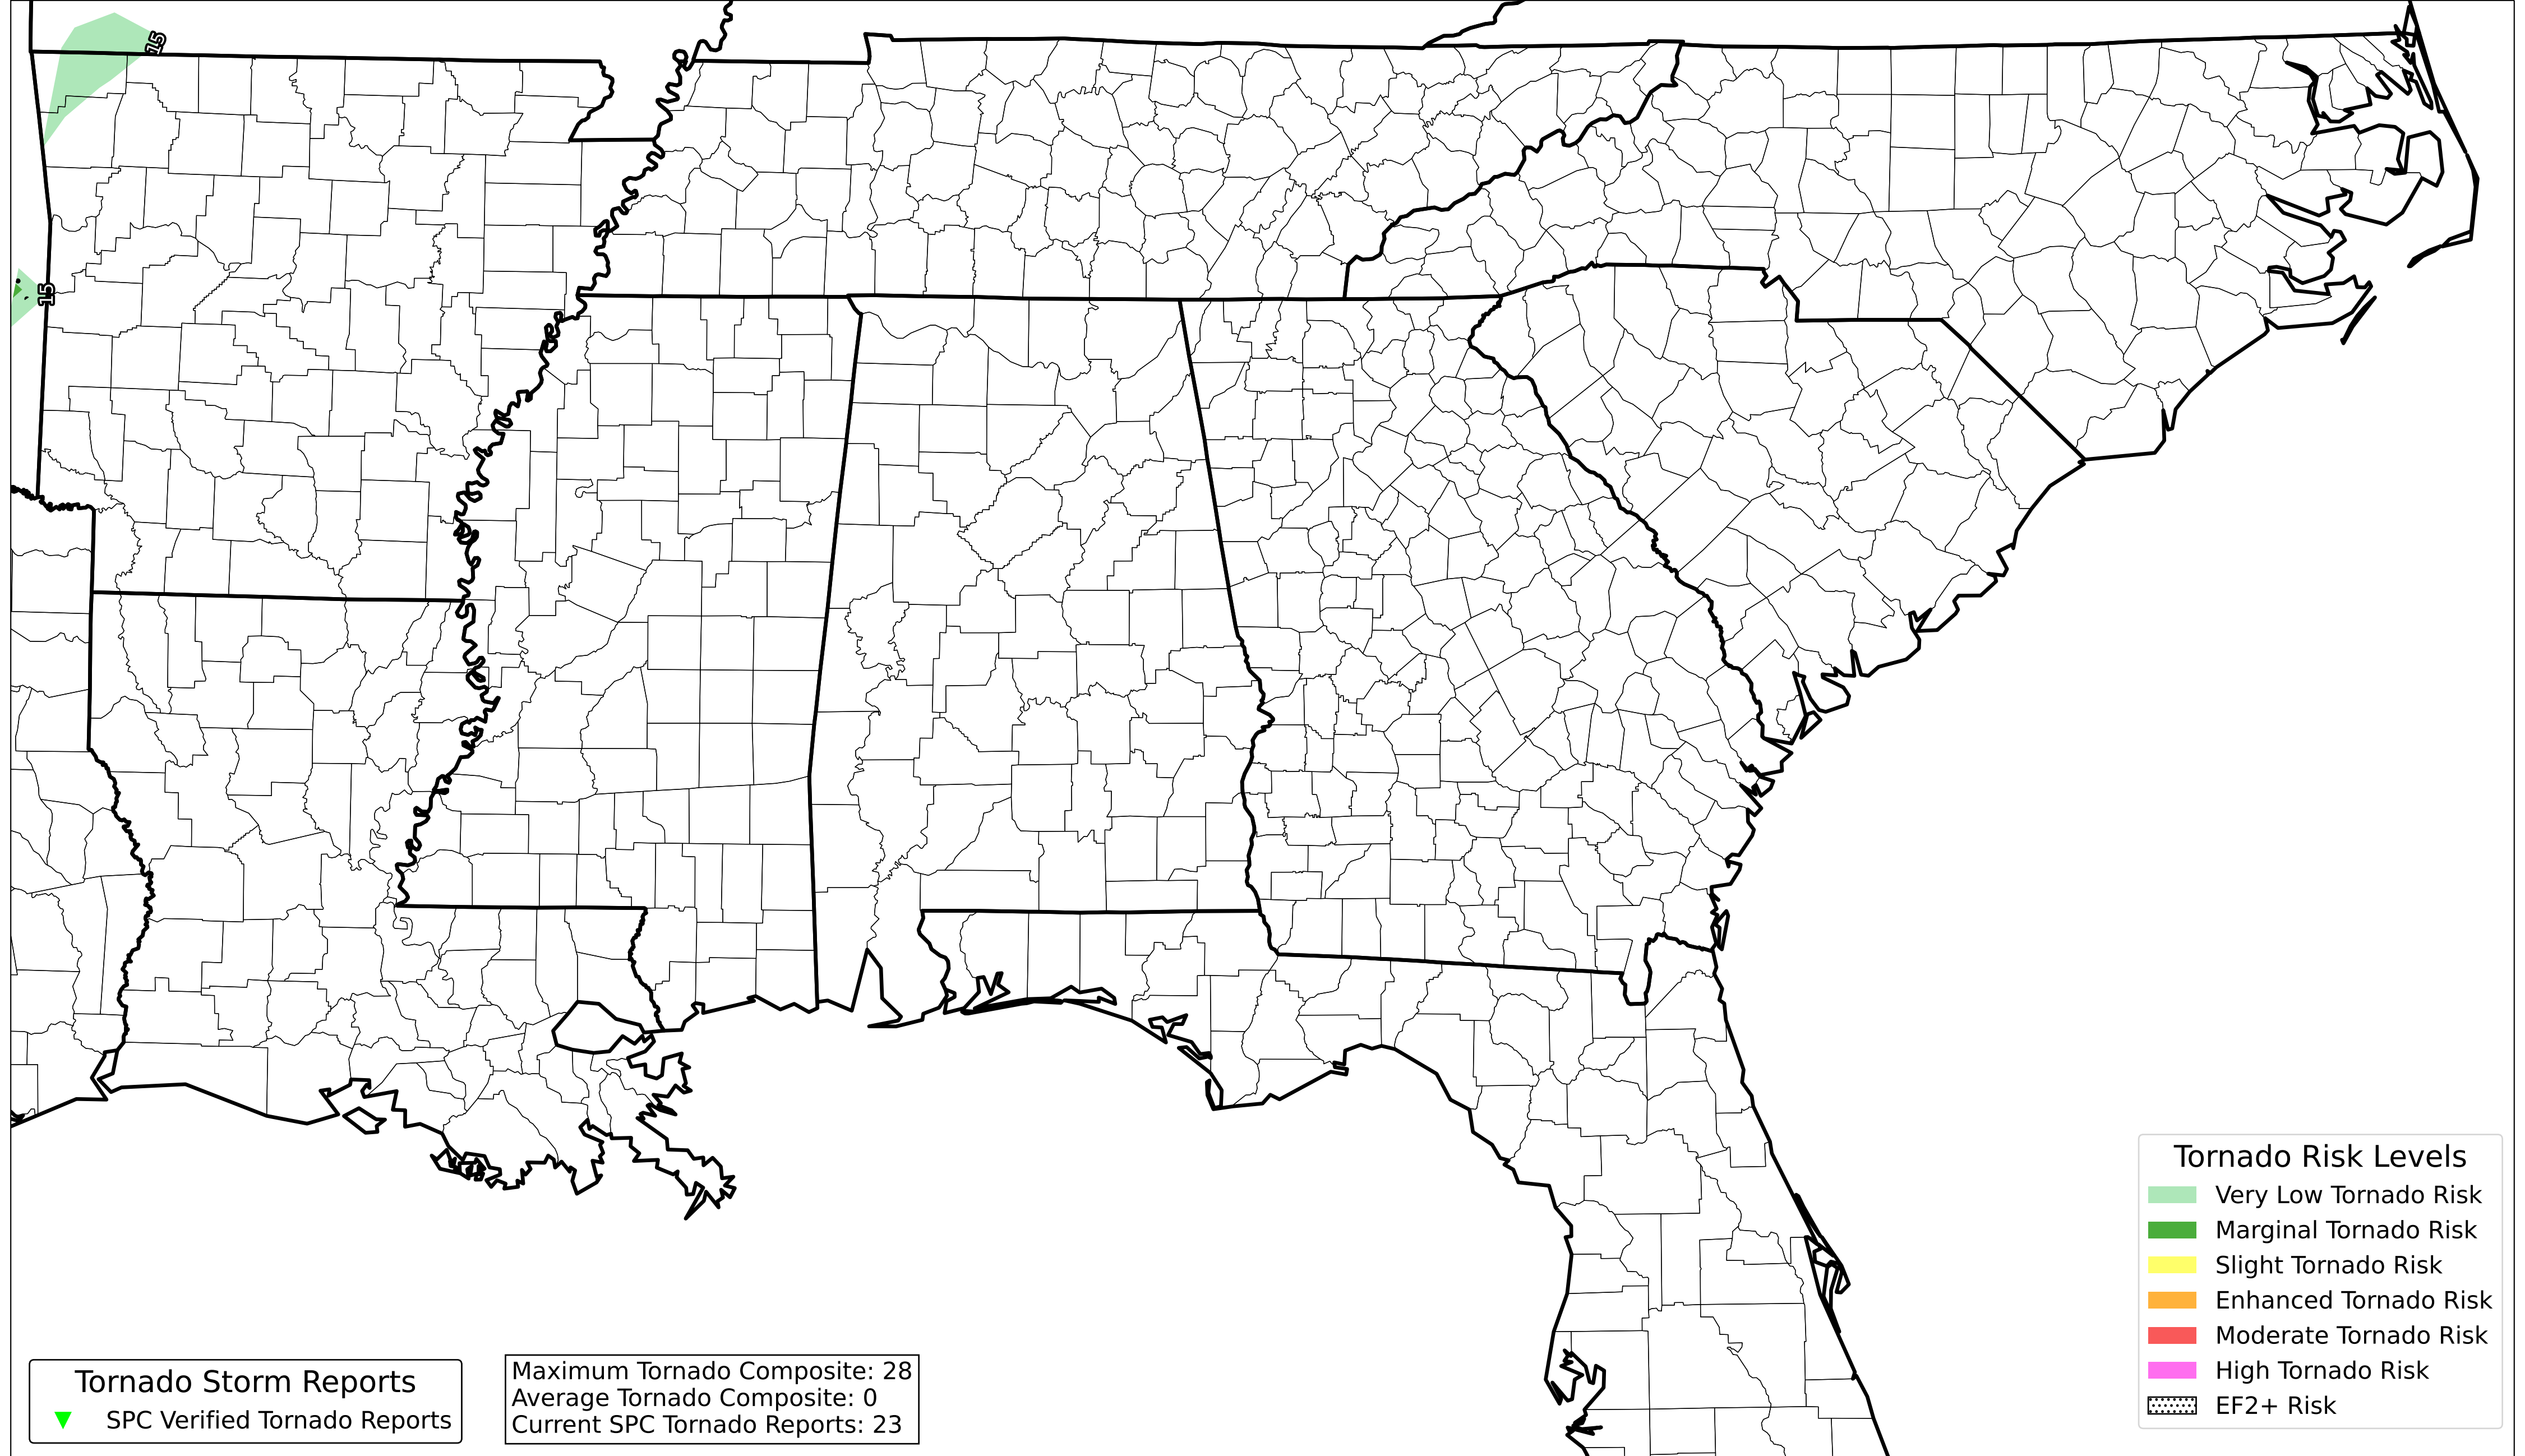 15
15
Tornado Risk Levels
Very Low Tornado Risk
Marginal Tornado Risk
Slight Tornado Risk
Enhanced Tornado Risk
Moderate Tornado Risk
High Tornado Risk
EF2+ Risk
Tornado Storm Reports
SPC Verified Tornado Reports
Maximum Tornado Composite: 28
Average Tornado Composite: 0
Current SPC Tornado Reports: 23